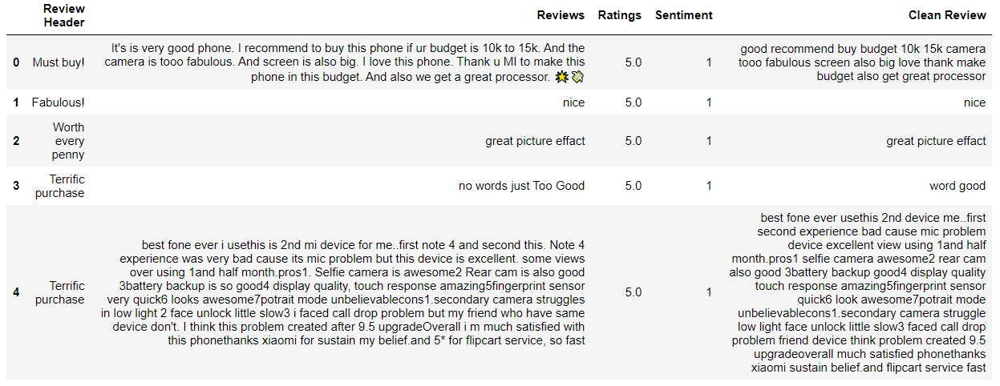 Review Header Reviews Ratings Sentiment Clean Review
0 Must buy! It's is very good phone. I recommend to buy this phone if ur budget is 10k to 15k. And the 5.0 1 good recommend buy budget 10k 15k camera
camera is tooo fabulous. And screen is also big. I love this phone. Thank u MI to make this tooo fabulous screen also big love thank make
phone in this budget. And also we get a great processor. 🌟 budget also get great processor
1 Fabulous! nice 5.0 1 nice
2 Worth every penny great picture effact 5.0 1 great picture effact
3 Terrific purchase no words just Too Good 5.0 1 word good
4 Terrific purchase
best fone ever i usethis is 2nd mi device for me..first note 4 and second this. Note 4
experience was very bad cause its mic problem but this device is excellent. some views
over using 1and half month.pros1. Selfie camera is awesome2 Rear cam is also good
3battery backup is so good4 display quality, touch response amazing5fingerprint sensor
very quick6 looks awesome7potrait mode unbelievablecons1.secondary camera struggles
in low light 2 face unlock little slow3 i faced call drop problem but my friend who have same
device don't. I think this problem created after 9.5 upgradeOverall i m much satisfied with
this phonethanks xiaomi for sustain my belief.and 5* for flipcart service, so fast
5.0 1
best fone ever usethis 2nd device me..first
second experience bad cause mic problem
device excellent view using 1and half
month.pros1 selfie camera awesome2 rear cam
also good 3battery backup good4 display quality
touch response amazing5fingerprint sensor
quick6 look awesome7potrait mode
unbelievablecons1.secondary camera struggle
low light face unlock little slow3 faced call drop
problem friend device think problem created 9.5
upgradeoverall much satisfied phonethanks
xiaomi sustain belief.and flipcart service fast